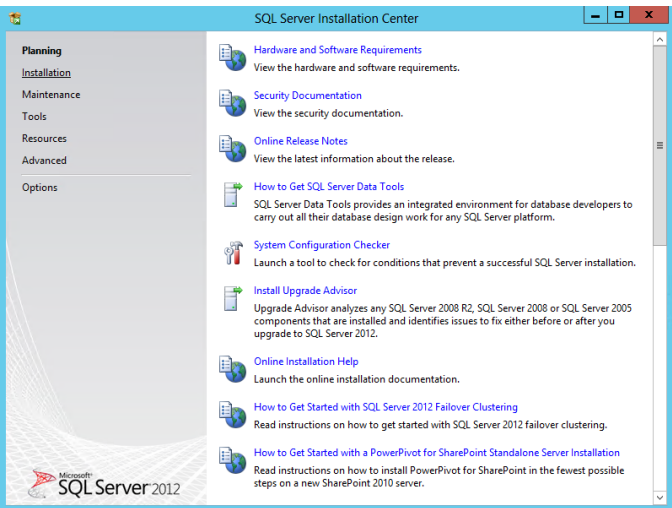 SQL Server Installation Center
Planning
Installation
Maintenance
Tools
Resources
Advanced
Options
Hardware and Software Requirements
View the hardware and software requirements.
Security Documentation
View the security documentation.
Online Release Notes
View the latest information about the release.
How to Get SQL Server Data Tools
SQL Server Data Tools provides an integrated environment for database developers to
carry out all their database design work for any SQL Server platform.
System Configuration Checker
Launch a tool to check for conditions that prevent a successful SQL Server installation.
Install Upgrade Advisor
Upgrade Advisor analyzes any SQL Server 2008 R2, SQL Server 2008 or SQL Server 2005
components that are installed and identifies issues to fix either before or after you
upgrade to SQL Server 2012.
Online Installation Help
Launch the online installation documentation.
How to Get Started with SQL Server 2012 Failover Clustering
Read instructions on how to get started with SQL Server 2012 failover clustering.
How to Get Started with a PowerPivot for SharePoint Standalone Server Installation
Read instructions on how to install PowerPivot for SharePoint in the fewest possible
steps on a new SharePoint 2010 server.
Microsoft®
SQL Server 2012